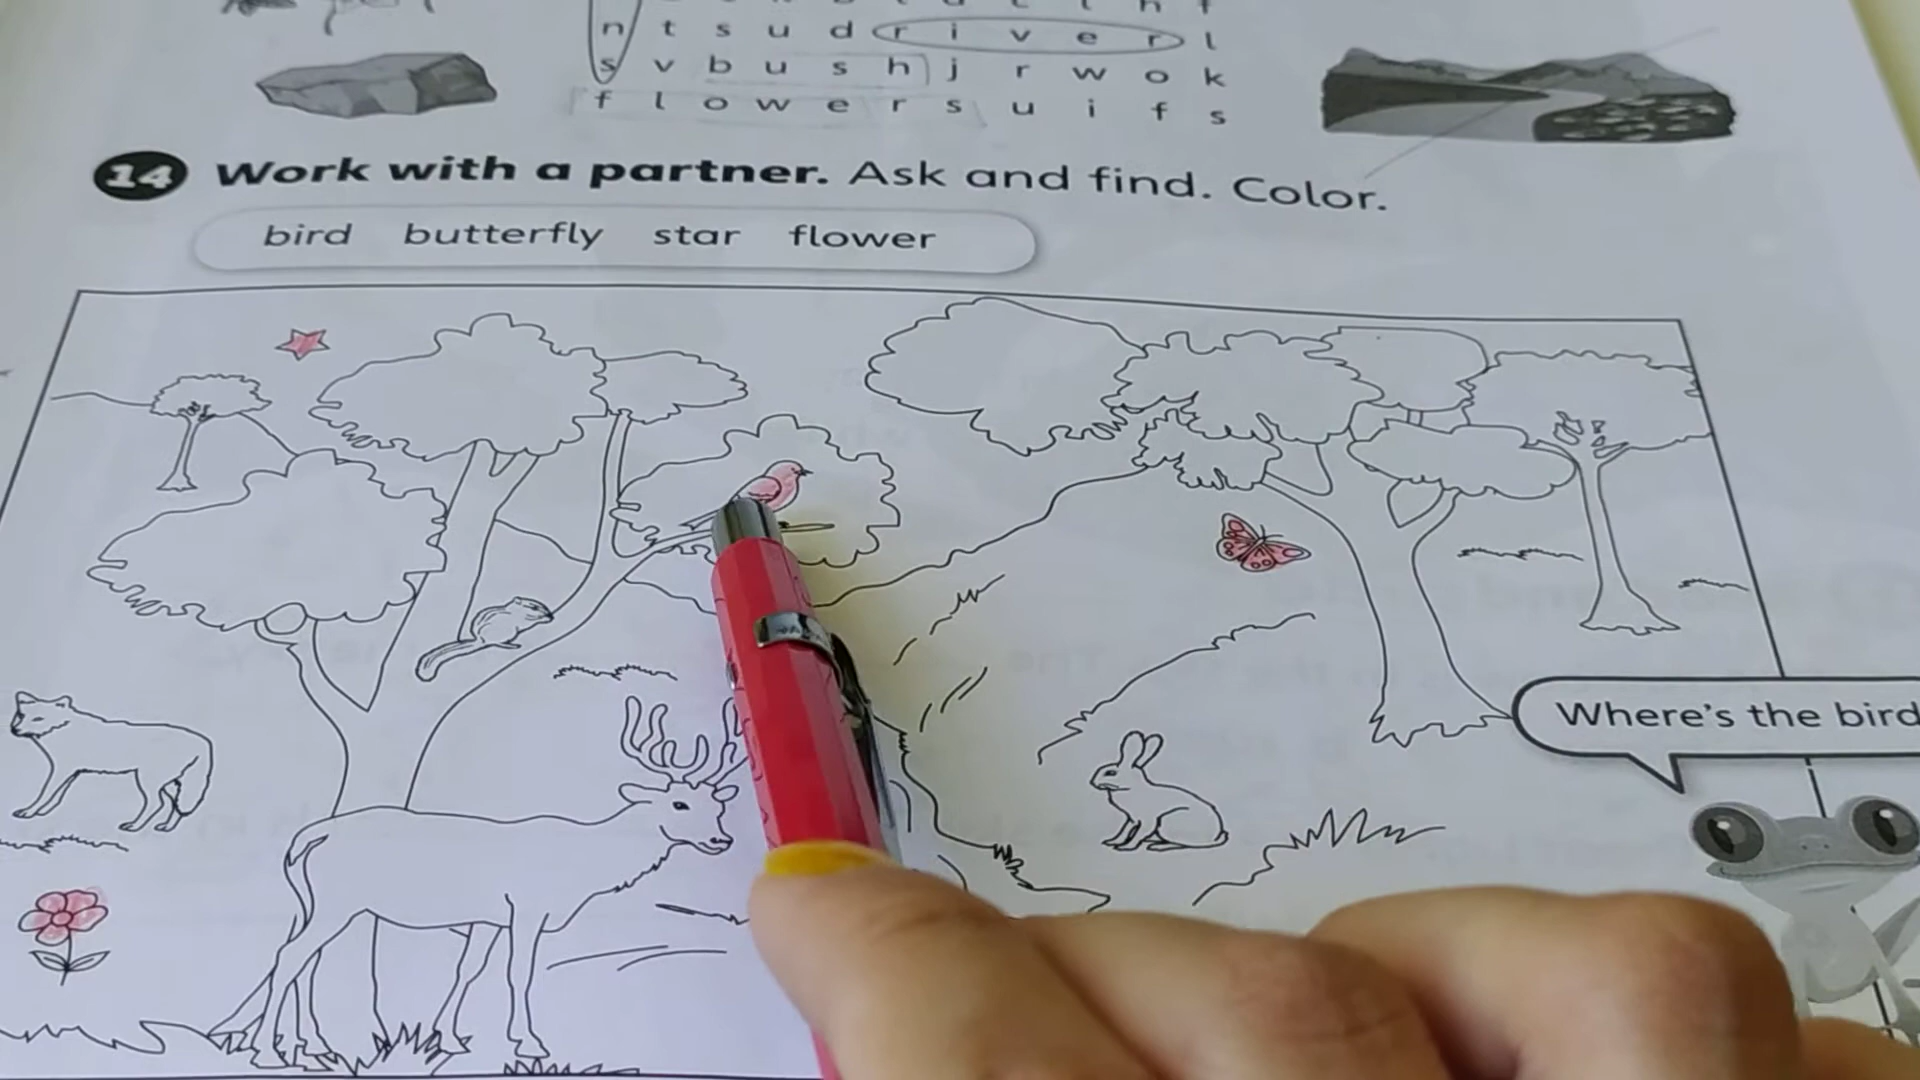 n t s u d r i v e r l
s v b u s h j r w o k
f l o w e r s u i f s
14 Work with a partner. Ask and find. Color.
bird butterfly star flower
Where's the bird